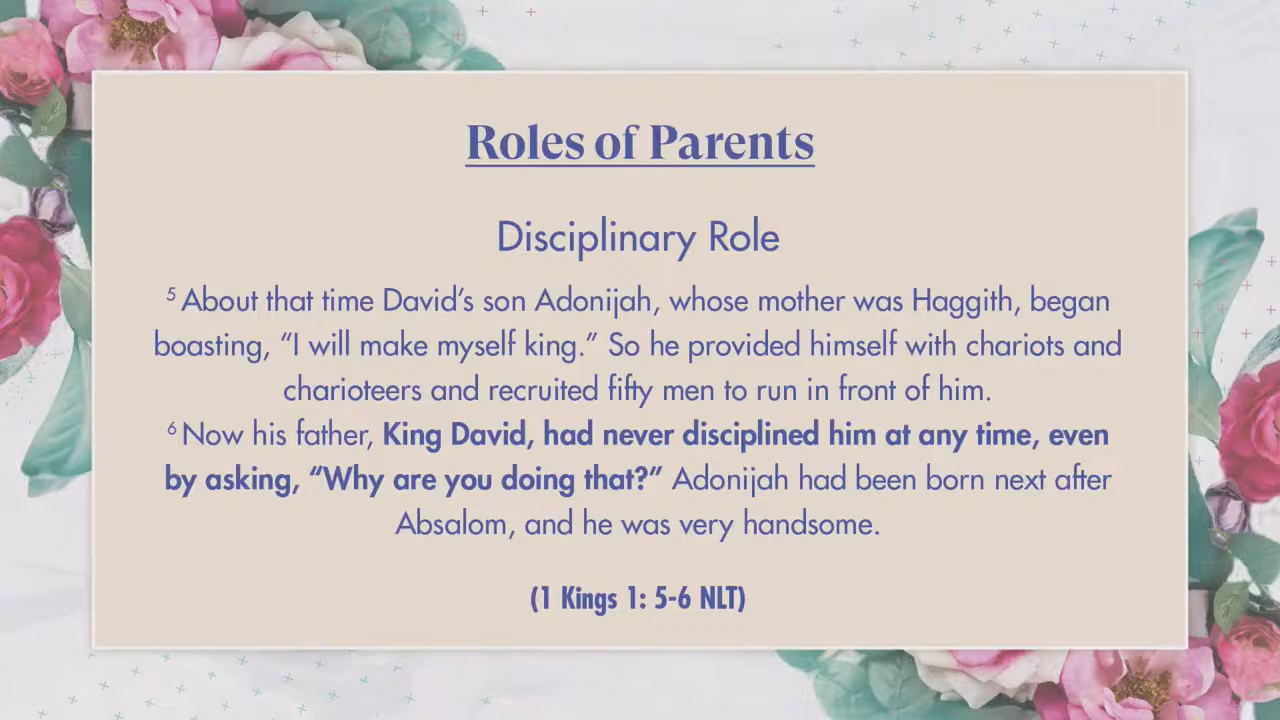 Roles of Parents
Disciplinary Role
⁵ About that time David’s son Adonijah, whose mother was Haggith, began
boasting, “I will make myself king.” So he provided himself with chariots and
charioteers and recruited fifty men to run in front of him.
⁶ Now his father, King David, had never disciplined him at any time, even
by asking, “Why are you doing that?” Adonijah had been born next after
Absalom, and he was very handsome.
(1 Kings 1: 5-6 NLT)